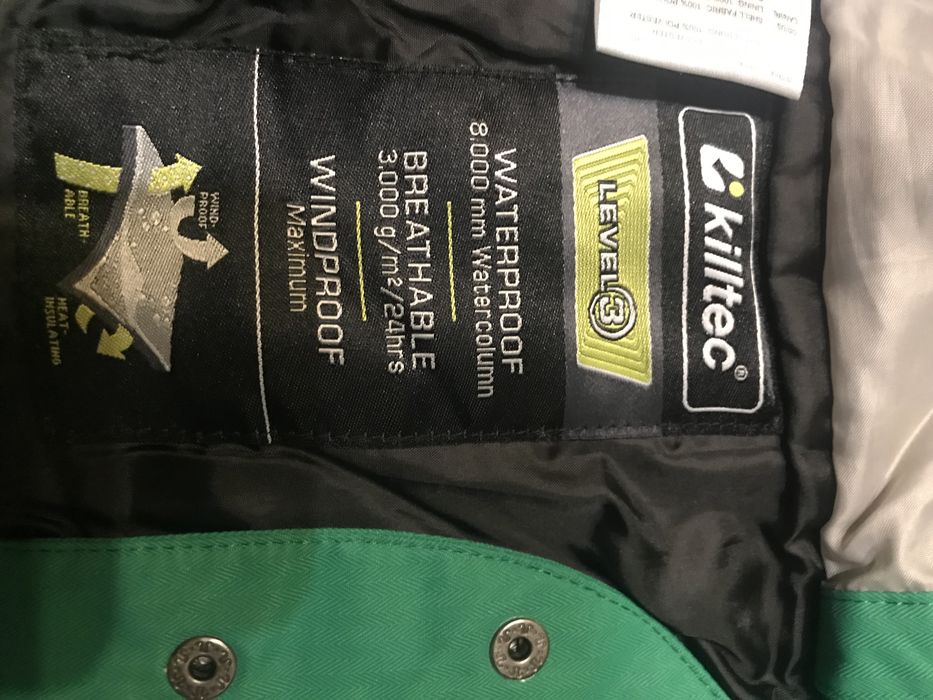 killtec®
LEVEL 3
WATERPROOF
8.000 mm Watercolumn
BREATHABLE
3.000 g/m²/24hrs
WINDPROOF
Maximum
WIND-
PROOF
BREATH-
ABLE
HEAT-
INSULATING